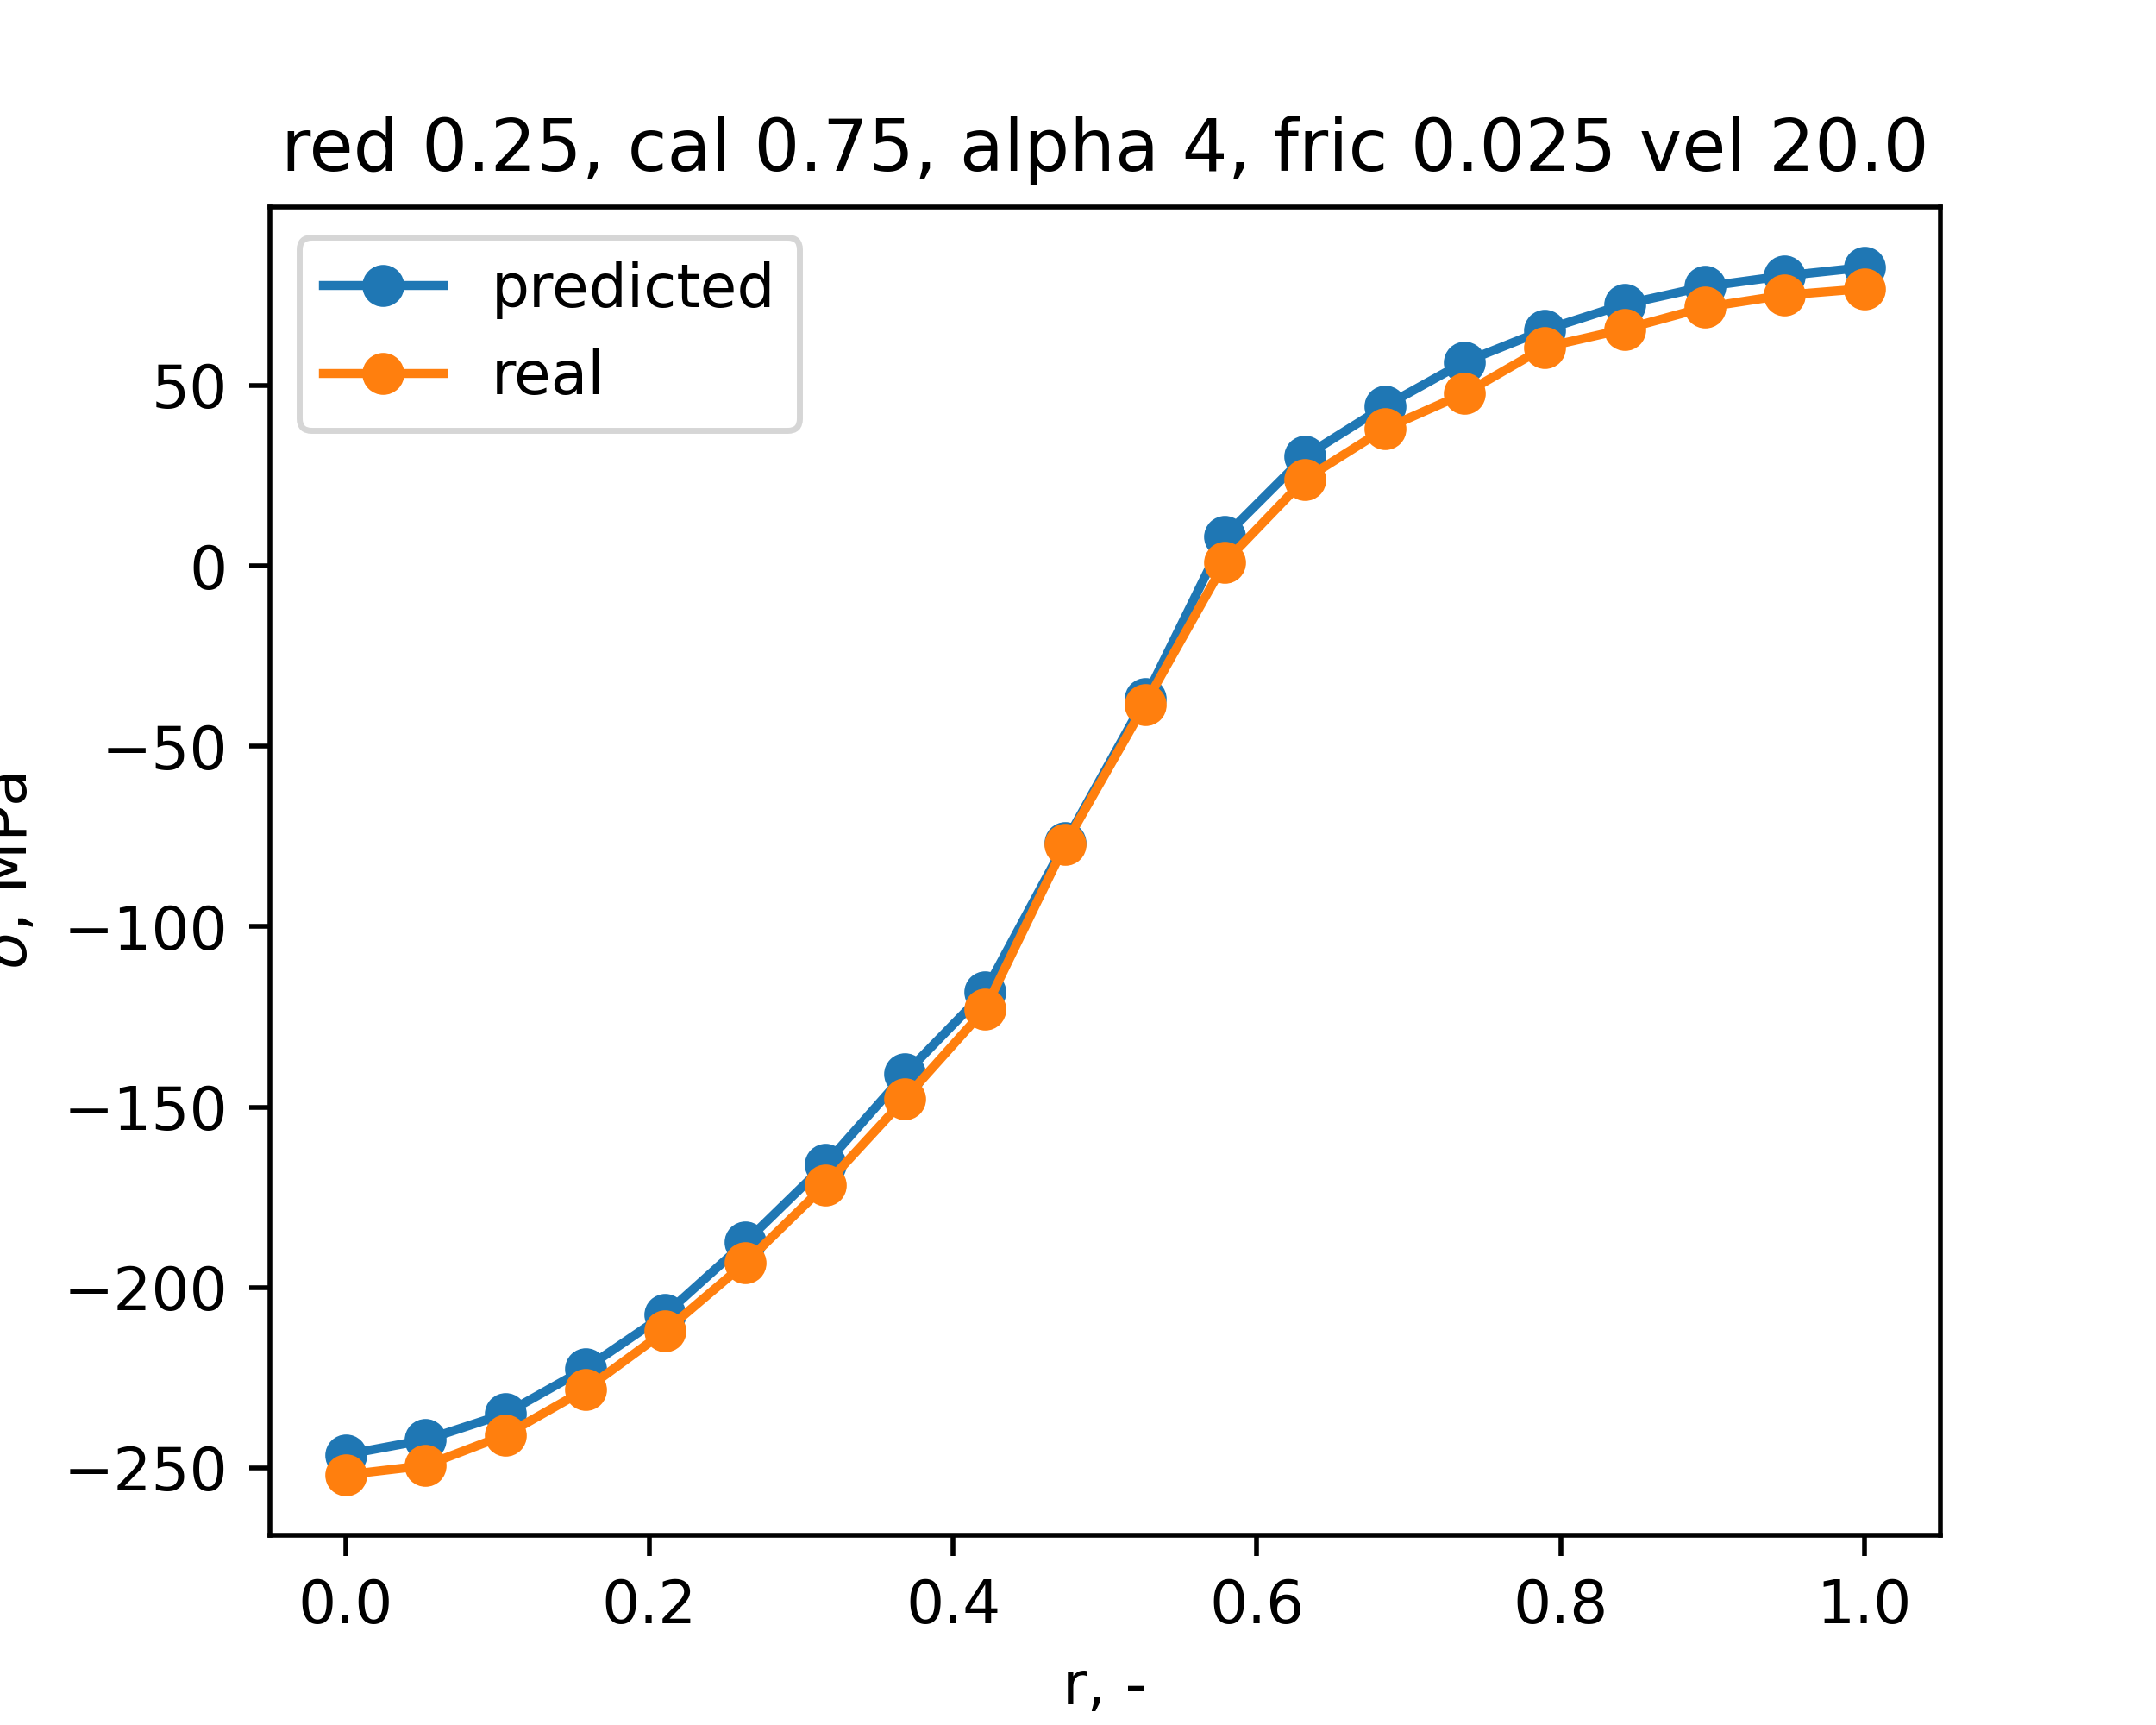 red 0.25, cal 0.75, alpha 4, fric 0.025 vel 20.0
predicted
real
50
0
−50
−100
−150
−200
−250
σ, MPa
0.0 0.2 0.4 0.6 0.8 1.0
r, -